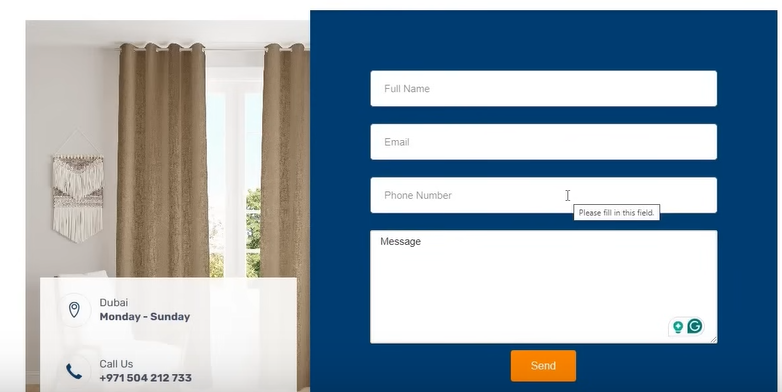 Full Name
Email
Phone Number
Please fill in this field.
Message
Send
Dubai
Monday - Sunday
Call Us
+971 504 212 733